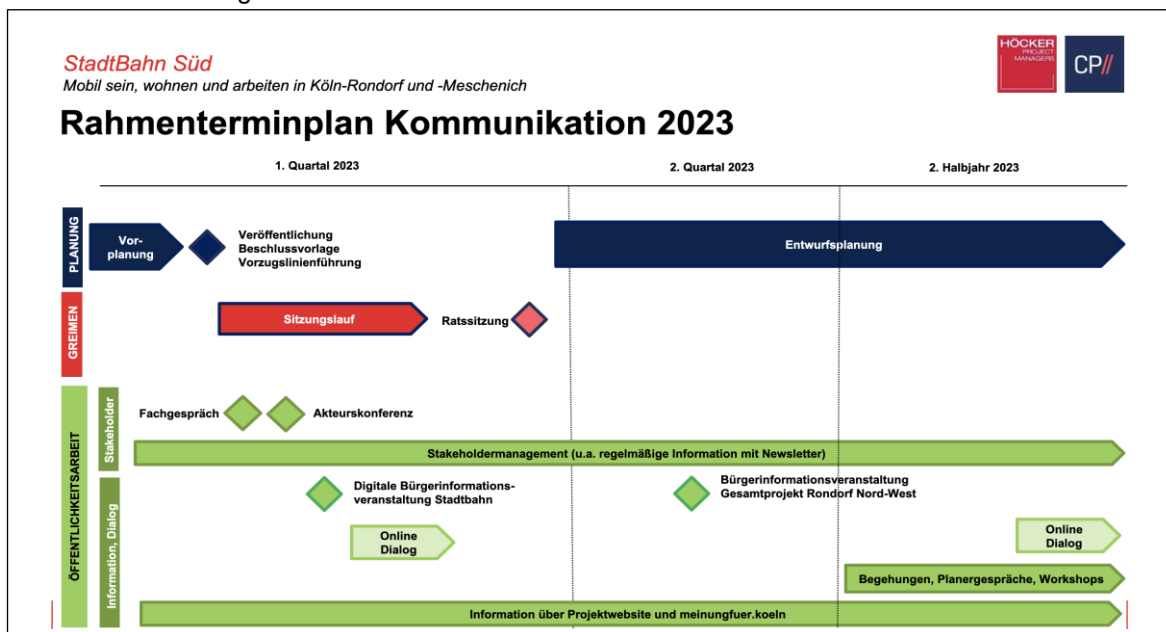 StadtBahn Süd
Mobil sein, wohnen und arbeiten in Köln-Rondorf und -Meschenich
HÖCKER
PROJECT
MANAGERS
CP//
Rahmenterminplan Kommunikation 2023
1. Quartal 2023
2. Quartal 2023
2. Halbjahr 2023
PLANUNG
Vor-
planung
Veröffentlichung
Beschlussvorlage
Vorzugslinienführung
Entwurfsplanung
GREIMEN
Sitzungslauf
Ratssitzung
ÖFFENTLICHKEITSARBEIT
Stakeholder
Fachgespräch
Akteurskonferenz
Stakeholdermanagement (u.a. regelmäßige Information mit Newsletter)
Information, Dialog
Digitale Bürgerinformations-
veranstaltung Stadtbahn
Bürgerinformationsveranstaltung
Gesamtprojekt Rondorf Nord-West
Online
Dialog
Online
Dialog
Begehungen, Planergespräche, Workshops
Information über Projektwebsite und meinungfuer.koeln